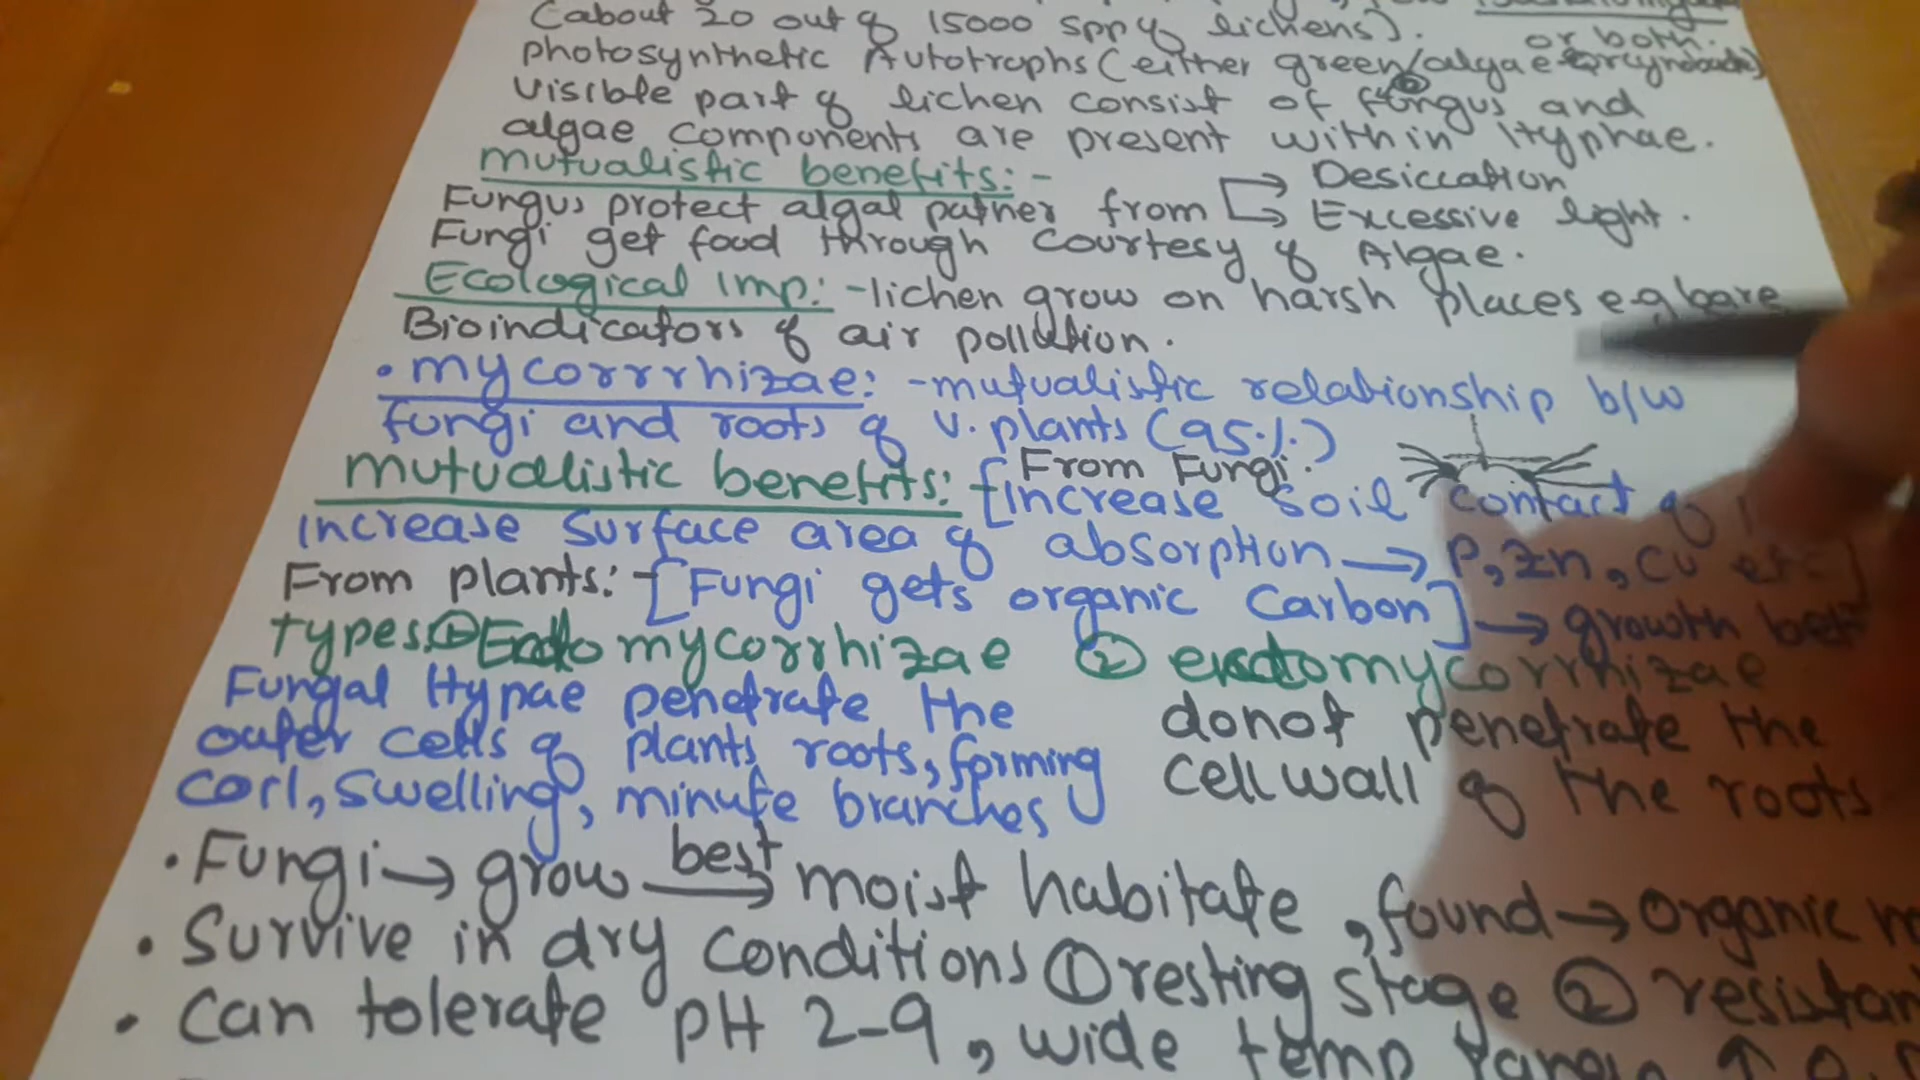 (about 20 out of 15000 spp of lichens).
or both.
photosynthetic Autotrophs (either green/algae or cynobac)
Visible part of lichen consist of fungus and
algae components are present within Hyphae.
mutualistic benefits:-
Fungus protect algal patner from → Desiccation
→ Excessive light.
Fungi get food through courtesy of Algae.
Ecological Imp:-lichen grow on harsh places e.g bare
Bioindicators of air pollution.
• mycorrrhizae:-mutualistic relationship b/w
fungi and roots of v. plants (95%)
mutualistic benefits:- From Fungi:
[increase soil contact of
increase surface area of absorption → P, Zn, Cu etc]
From plants:-[Fungi gets organic Carbon] → growth
types ① Endo mycorrhizae ② ectomycorrhizae
Fungal Hypae penetrate the
outer cells of plants roots, forming
corl, swelling, minute branches
donot penetrate the
cell wall of the roots
• Fungi → grow best → moist habitate, found → organic
• Survive in dry conditions ① resting stage ②
• Can tolerate pH 2-9, wide temp